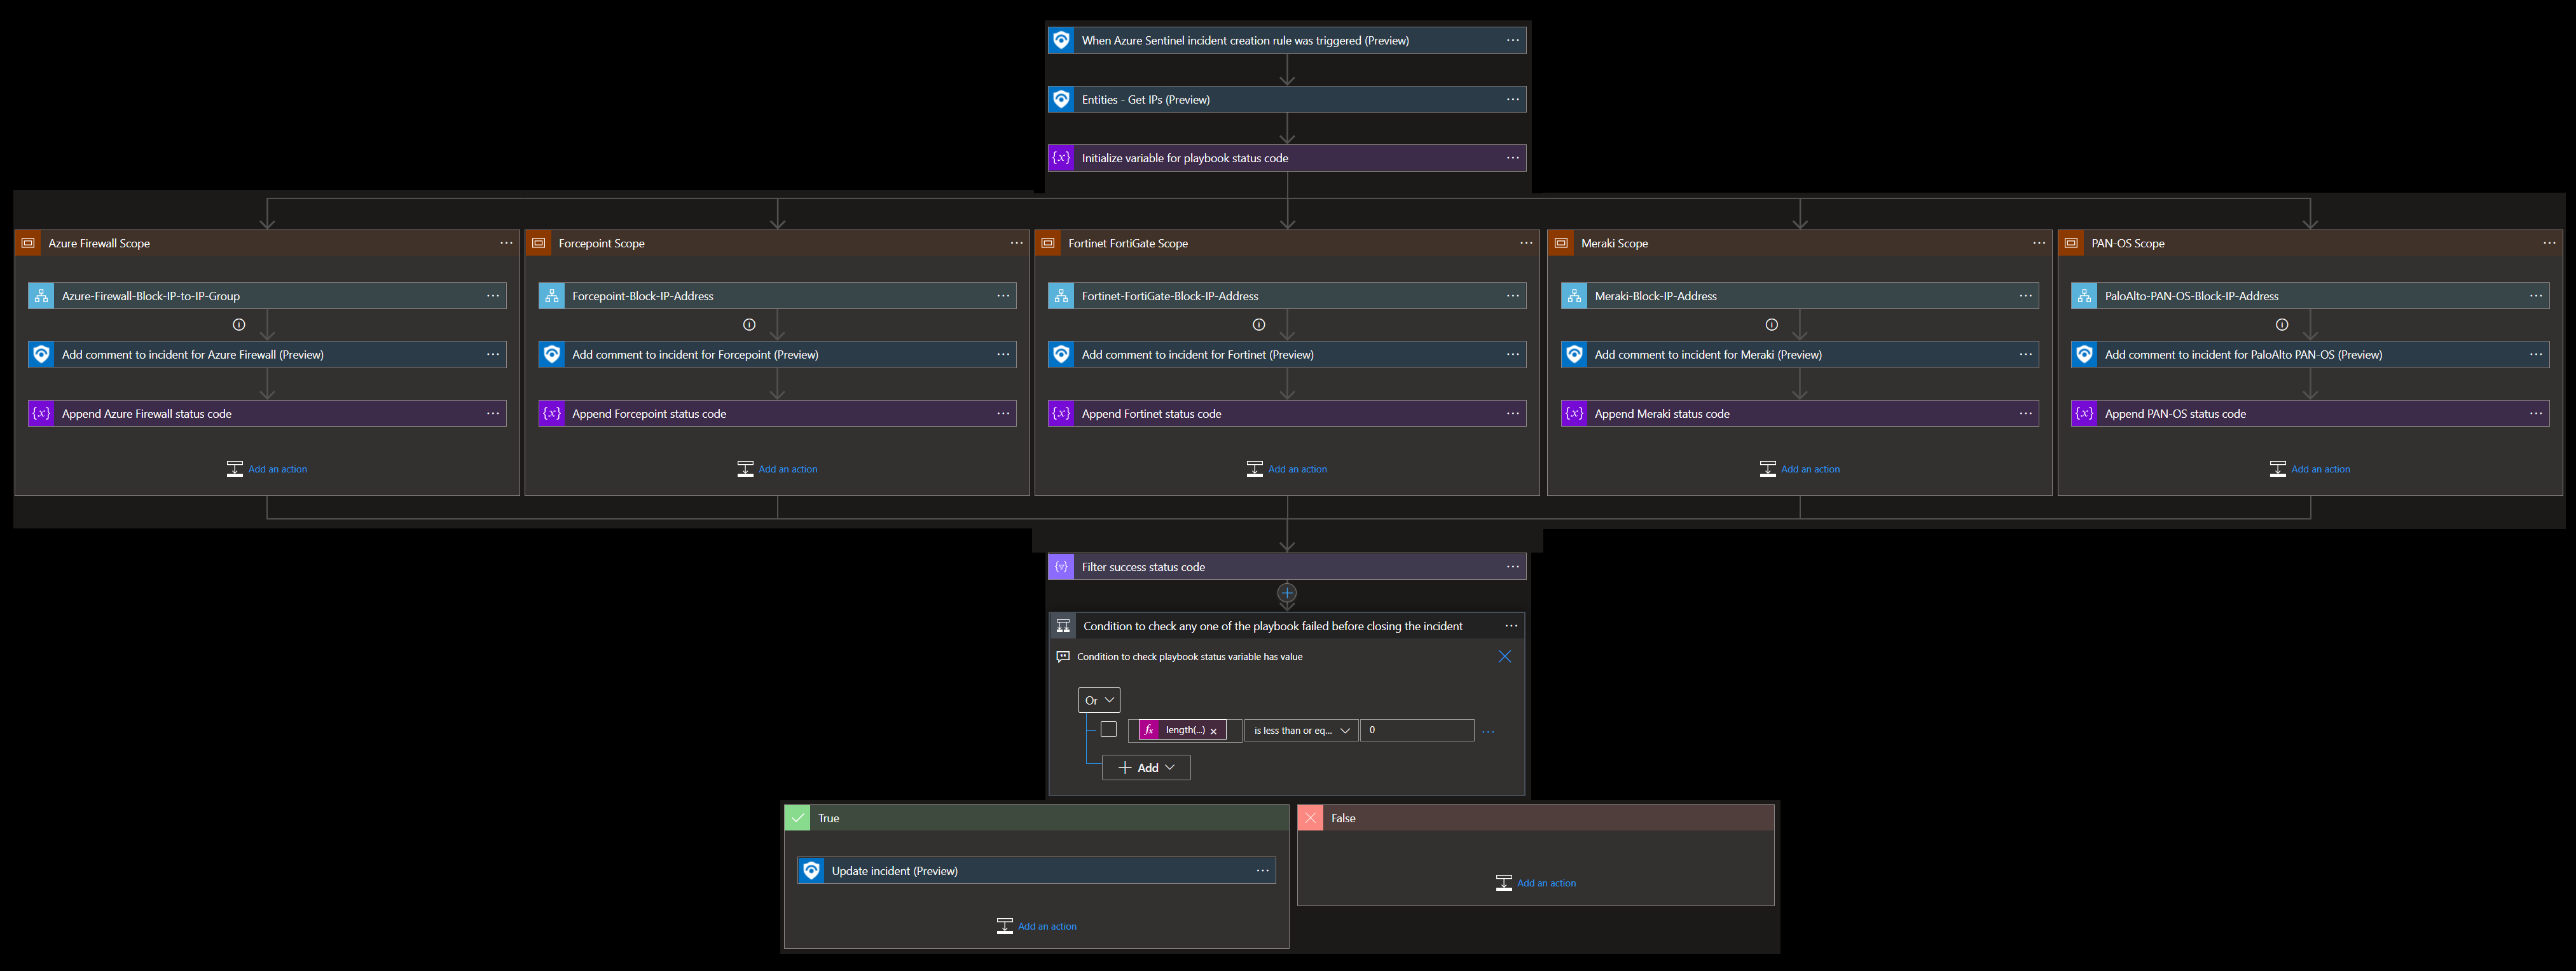 When Azure Sentinel incident creation rule was triggered (Preview)
Entities - Get IPs (Preview)
{x} Initialize variable for playbook status code
Azure Firewall Scope
Forcepoint Scope
Fortinet FortiGate Scope
Meraki Scope
PAN-OS Scope
Azure-Firewall-Block-IP-to-IP-Group
Forcepoint-Block-IP-Address
Fortinet-FortiGate-Block-IP-Address
Meraki-Block-IP-Address
PaloAlto-PAN-OS-Block-IP-Address
Add comment to incident for Azure Firewall (Preview)
Add comment to incident for Forcepoint (Preview)
Add comment to incident for Fortinet (Preview)
Add comment to incident for Meraki (Preview)
Add comment to incident for PaloAlto PAN-OS (Preview)
{x} Append Azure Firewall status code
{x} Append Forcepoint status code
{x} Append Fortinet status code
{x} Append Meraki status code
{x} Append PAN-OS status code
Add an action
Add an action
Add an action
Add an action
Add an action
Filter success status code
Condition to check any one of the playbook failed before closing the incident
Condition to check playbook status variable has value
Or
fx length(...) × is less than or eq... 0
+ Add
True
False
Update incident (Preview)
Add an action
Add an action